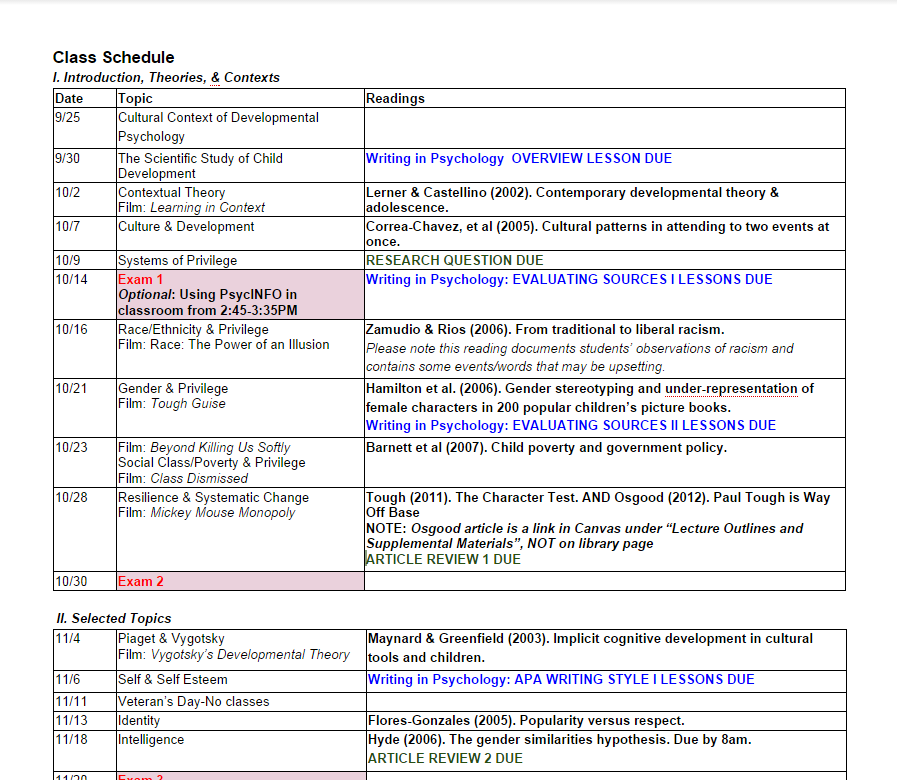 Class Schedule
I. Introduction, Theories, & Contexts
Date Topic Readings
9/25 Cultural Context of Developmental
Psychology
9/30 The Scientific Study of Child Writing in Psychology OVERVIEW LESSON DUE
Development
10/2 Contextual Theory Lerner & Castellino (2002). Contemporary developmental theory &
Film: Learning in Context adolescence.
10/7 Culture & Development Correa-Chavez, et al (2005). Cultural patterns in attending to two events at
once.
10/9 Systems of Privilege RESEARCH QUESTION DUE
10/14 Exam 1 Writing in Psychology: EVALUATING SOURCES I LESSONS DUE
Optional: Using PsycINFO in
classroom from 2:45-3:35PM
10/16 Race/Ethnicity & Privilege Zamudio & Rios (2006). From traditional to liberal racism.
Film: Race: The Power of an Illusion Please note this reading documents students' observations of racism and
contains some events/words that may be upsetting.
10/21 Gender & Privilege Hamilton et al. (2006). Gender stereotyping and under-representation of
Film: Tough Guise female characters in 200 popular children's picture books.
Writing in Psychology: EVALUATING SOURCES II LESSONS DUE
10/23 Film: Beyond Killing Us Softly Barnett et al (2007). Child poverty and government policy.
Social Class/Poverty & Privilege
Film: Class Dismissed
10/28 Resilience & Systematic Change Tough (2011). The Character Test. AND Osgood (2012). Paul Tough is Way
Film: Mickey Mouse Monopoly Off Base
NOTE: Osgood article is a link in Canvas under “Lecture Outlines and
Supplemental Materials”, NOT on library page
ARTICLE REVIEW 1 DUE
10/30 Exam 2
II. Selected Topics
11/4 Piaget & Vygotsky Maynard & Greenfield (2003). Implicit cognitive development in cultural
Film: Vygotsky's Developmental Theory tools and children.
11/6 Self & Self Esteem Writing in Psychology: APA WRITING STYLE I LESSONS DUE
11/11 Veteran's Day-No classes
11/13 Identity Flores-Gonzales (2005). Popularity versus respect.
11/18 Intelligence Hyde (2006). The gender similarities hypothesis. Due by 8am.
ARTICLE REVIEW 2 DUE
11/20 Exam 3